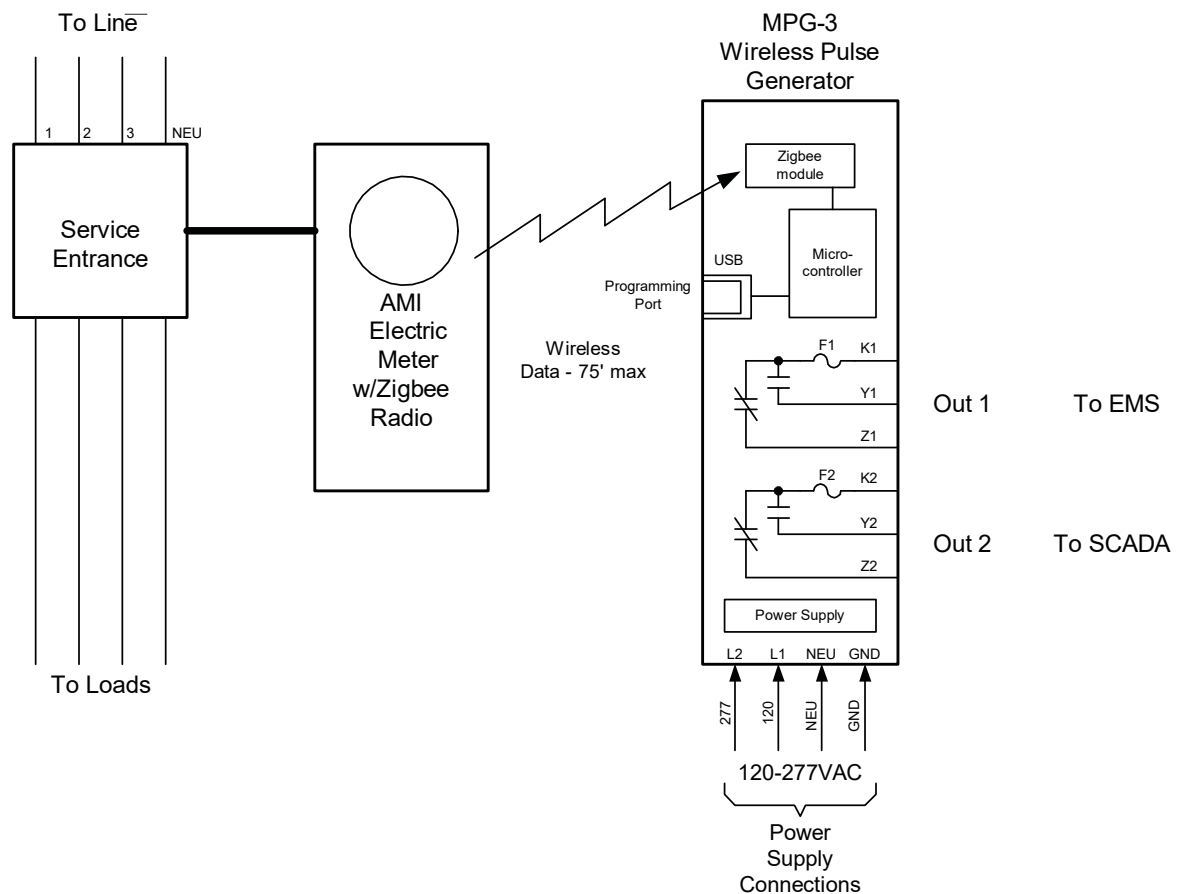 To Line
MPG-3
Wireless Pulse
Generator
1
2
3
NEU
Service
Entrance
AMI
Electric
Meter
w/Zigbee
Radio
Wireless
Data - 75' max
Zigbee
module
Micro-
controller
USB
Programming
Port
F1
K1
Y1
Z1
Out 1
To EMS
F2
K2
Y2
Z2
Out 2
To SCADA
Power Supply
L2
L1
NEU
GND
277
120
NEU
GND
120-277VAC
Power
Supply
Connections
To Loads